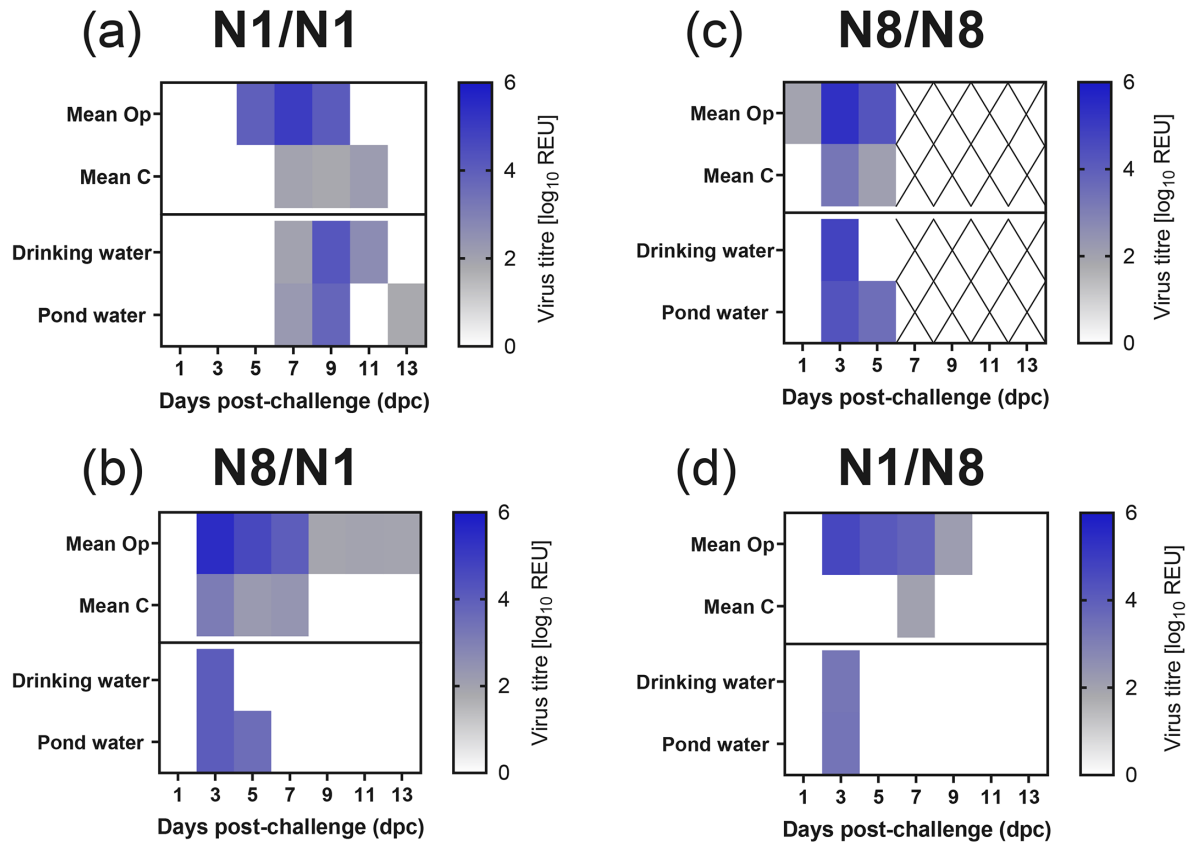 (a) N1/N1
Mean Op
Mean C
Drinking water
Pond water
1 3 5 7 9 11 13
Days post-challenge (dpc)
6
4
2
0
Virus titre [log10 REU]
(c) N8/N8
Mean Op
Mean C
Drinking water
Pond water
1 3 5 7 9 11 13
Days post-challenge (dpc)
6
4
2
0
Virus titre [log10 REU]
(b) N8/N1
Mean Op
Mean C
Drinking water
Pond water
1 3 5 7 9 11 13
Days post-challenge (dpc)
6
4
2
0
Virus titre [log10 REU]
(d) N1/N8
Mean Op
Mean C
Drinking water
Pond water
1 3 5 7 9 11 13
Days post-challenge (dpc)
6
4
2
0
Virus titre [log10 REU]